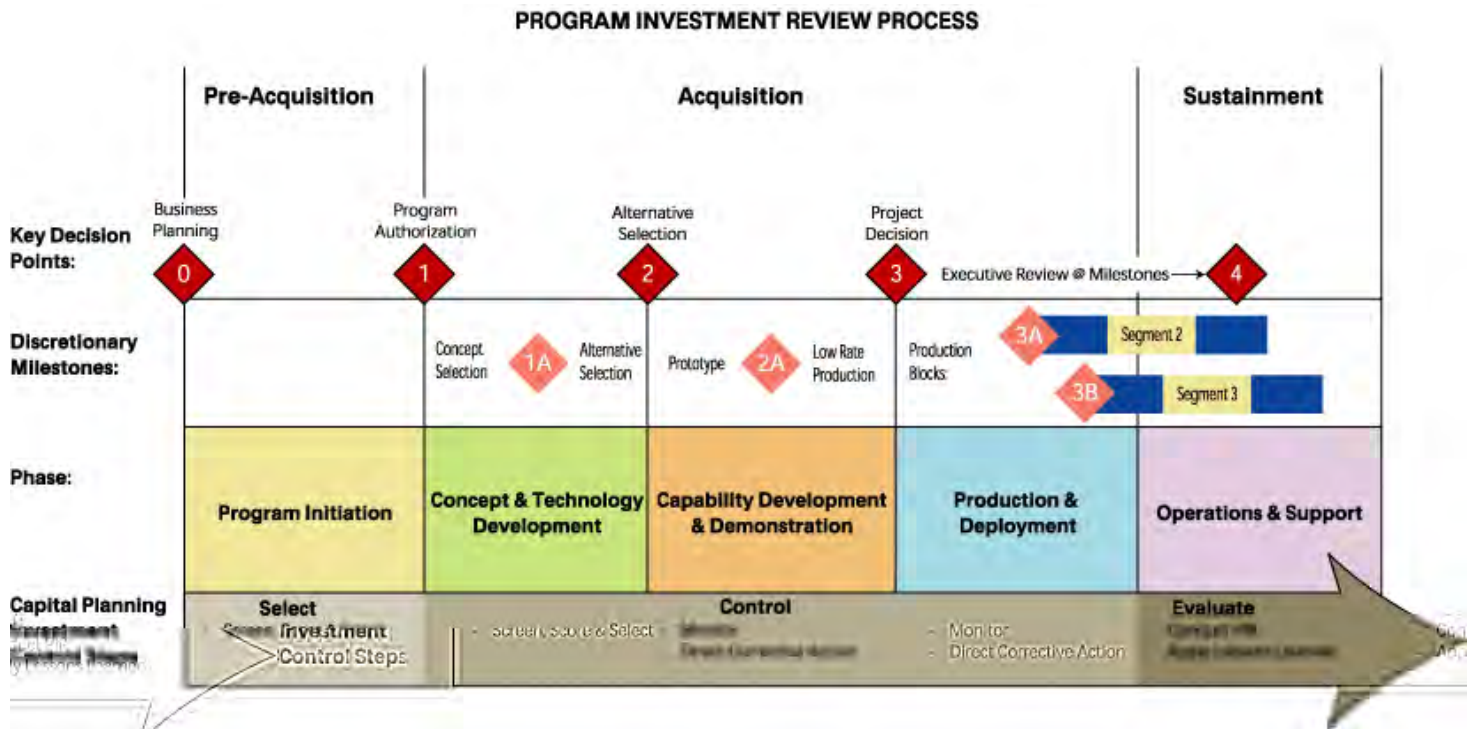 PROGRAM INVESTMENT REVIEW PROCESS
Pre-Acquisition
Acquisition
Sustainment
Key Decision
Points:
Business
Planning
0
Program
Authorization
1
Alternative
Selection
2
Project
Decision
3
Executive Review @ Milestones
4
Discretionary
Milestones:
Concept
Selection
1A
Alternative
Selection
Prototype
2A
Low Rate
Production
Production
Blocks:
3A
Segment 2
3B
Segment 3
Phase:
Program Initiation
Concept & Technology
Development
Capability Development
& Demonstration
Production &
Deployment
Operations & Support
Capital Planning
Investment
Select
Investment
Control Steps
- Screen, Score & Select
Control
- Monitor
- Direct Corrective Action
Evaluate